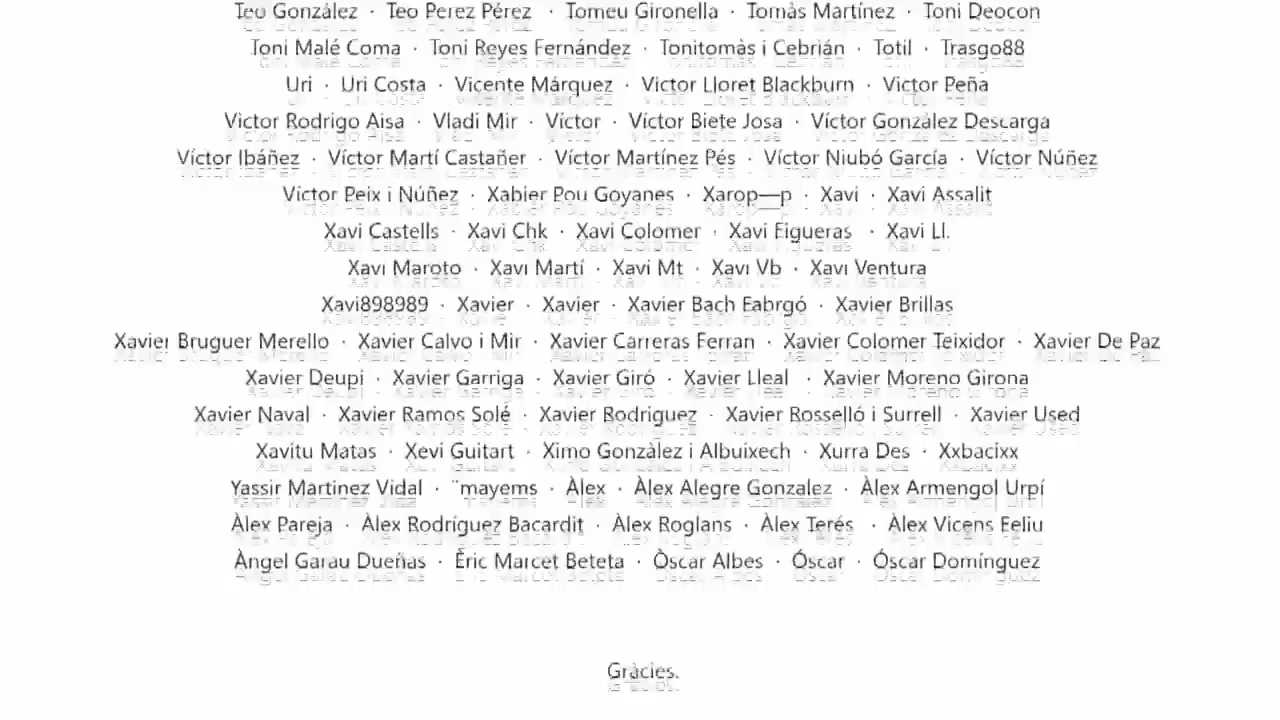 Teo González · Teo Perez Pérez · Tomeu Gironella · Tomàs Martínez · Toni Deocon
Toni Malé Coma · Toni Reyes Fernández · Tonitomàs i Cebrián · Totil · Trasgo88
Uri · Uri Costa · Vicente Márquez · Victor Lloret Blackburn · Victor Peña
Victor Rodrigo Aisa · Vladi Mir · Víctor · Víctor Biete Josa · Víctor González Descarga
Víctor Ibáñez · Víctor Martí Castañer · Víctor Martínez Pés · Víctor Niubó García · Víctor Núñez
Víctor Peix i Núñez · Xabier Pou Goyanes · Xarop—p · Xavi · Xavi Assalit
Xavi Castells · Xavi Chk · Xavi Colomer · Xavi Figueras · Xavi Ll.
Xavi Maroto · Xavi Martí · Xavi Mt · Xavi Vb · Xavi Ventura
Xavi898989 · Xavier · Xavier · Xavier Bach Fabrgó · Xavier Brillas
Xavier Bruguer Merello · Xavier Calvo i Mir · Xavier Carreras Ferran · Xavier Colomer Teixidor · Xavier De Paz
Xavier Deupi · Xavier Garriga · Xavier Giró · Xavier Lleal · Xavier Moreno Girona
Xavier Naval · Xavier Ramos Solé · Xavier Rodriguez · Xavier Rosselló i Surrell · Xavier Used
Xavitu Matas · Xevi Guitart · Ximo Gonzàlez i Albuixech · Xurra Des · Xxbacixx
Yassir Martinez Vidal · ¨mayems · Àlex · Àlex Alegre Gonzalez · Àlex Armengol Urpí
Àlex Pareja · Àlex Rodríguez Bacardit · Àlex Roglans · Àlex Terés · Àlex Vicens Feliu
Àngel Garau Dueñas · Èric Marcet Beteta · Òscar Albes · Óscar · Óscar Domínguez
Gràcies.